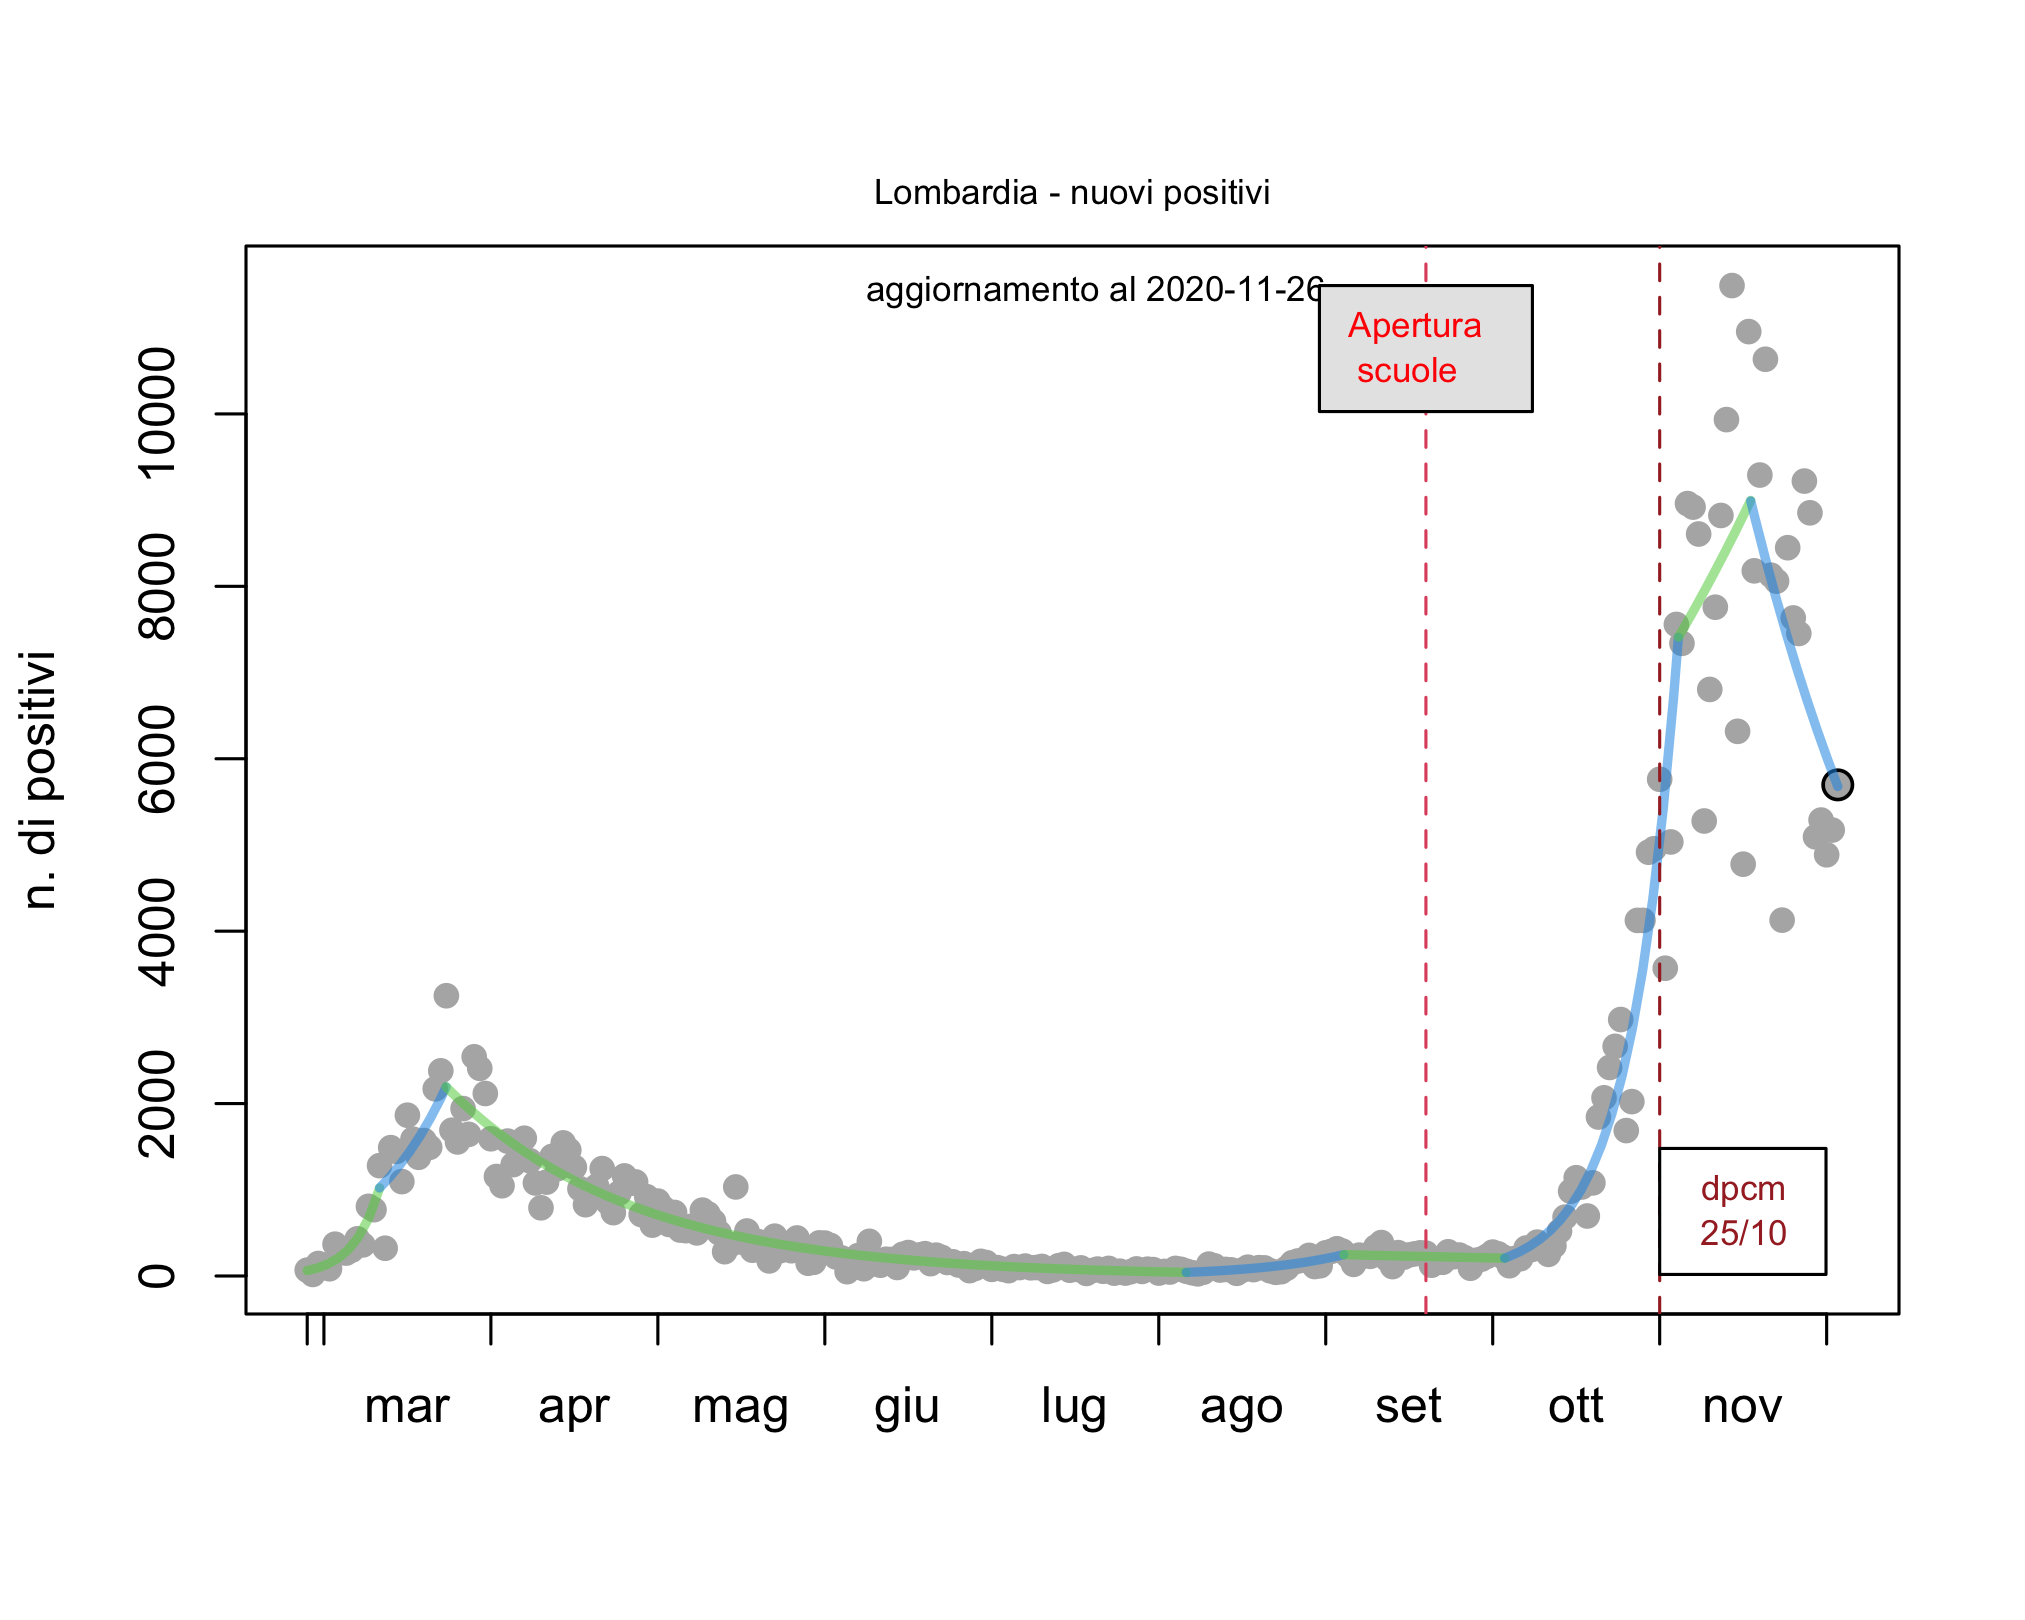 Lombardia - nuovi positivi
aggiornamento al 2020-11-26
Apertura
scuole
n. di positivi
10000
8000
6000
4000
2000
0
dpcm
25/10
mar apr mag giu lug ago set ott nov